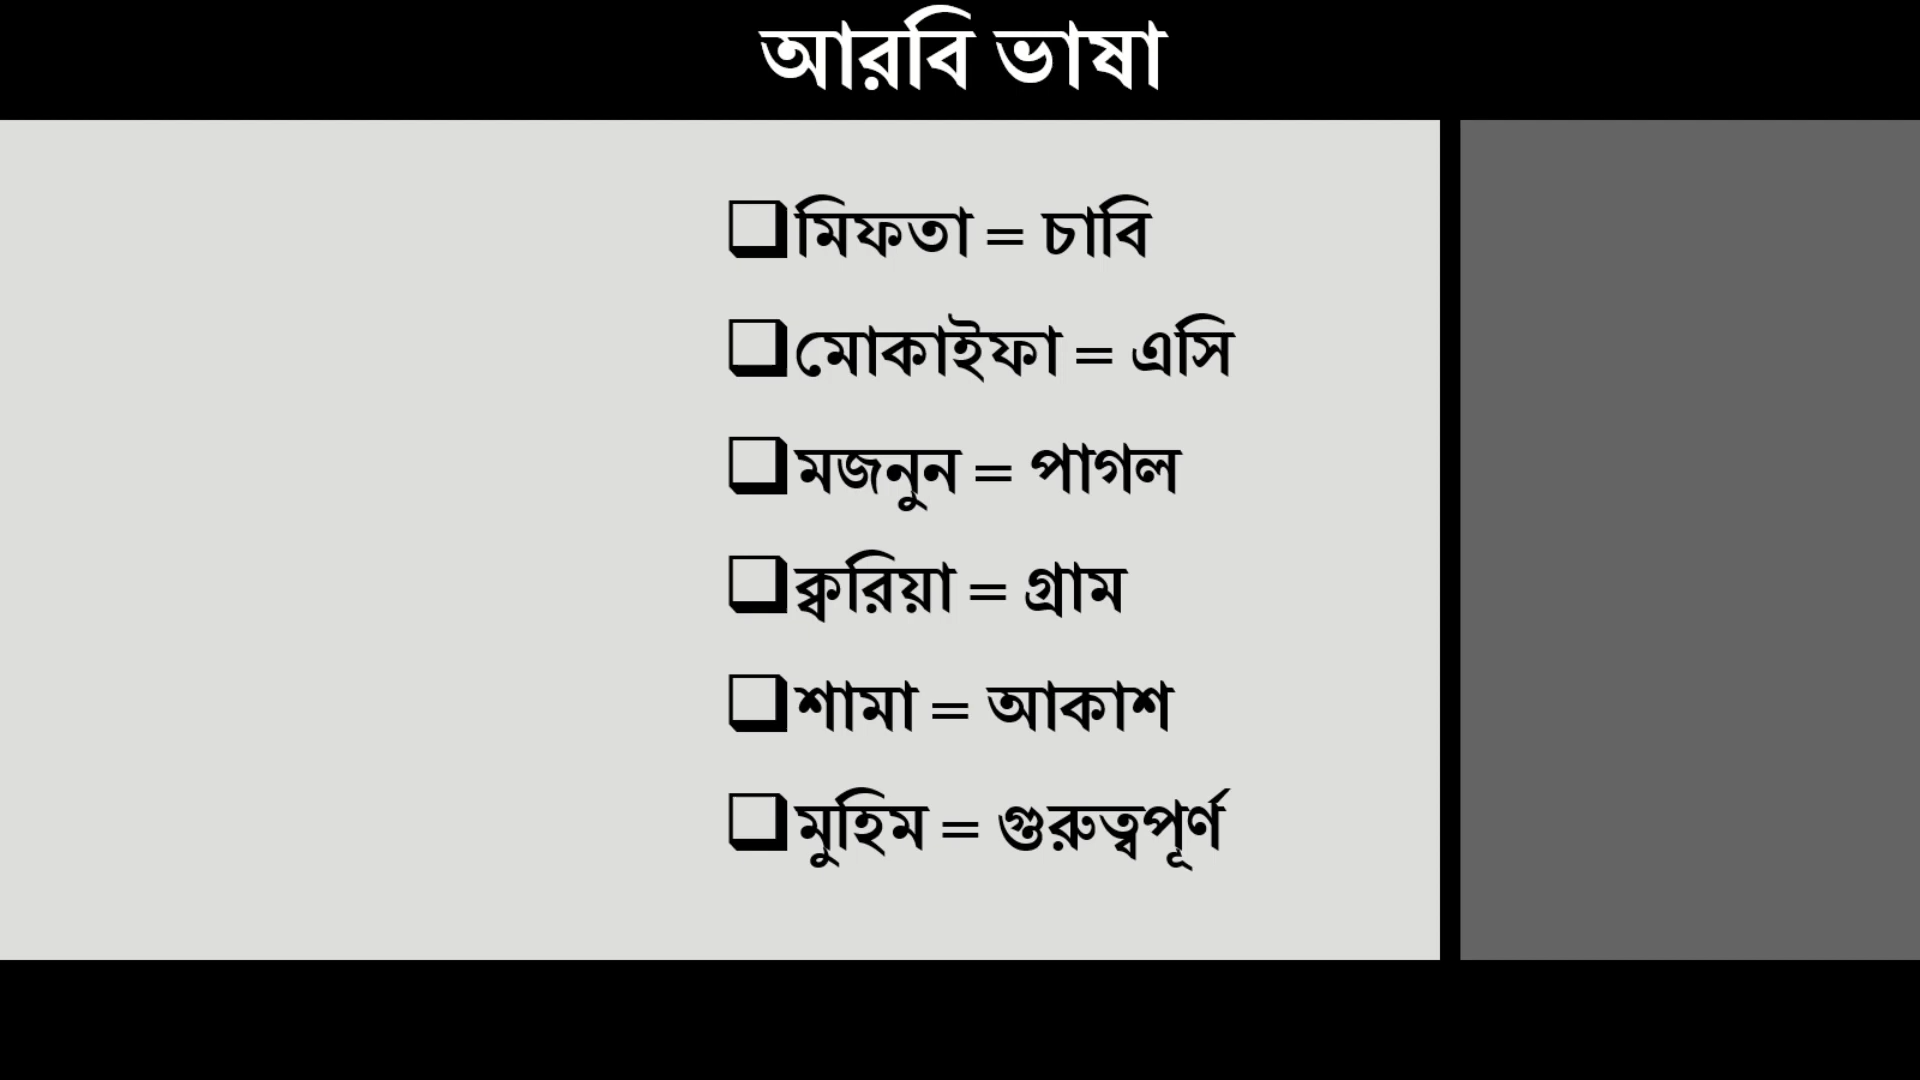 আরবি ভাষা
❑মিফতা = চাবি
❑মোকাইফা = এসি
❑মজনুন = পাগল
❑ক্বরিয়া = গ্রাম
❑শামা = আকাশ
❑মুহিম = গুরুত্বপূর্ণ